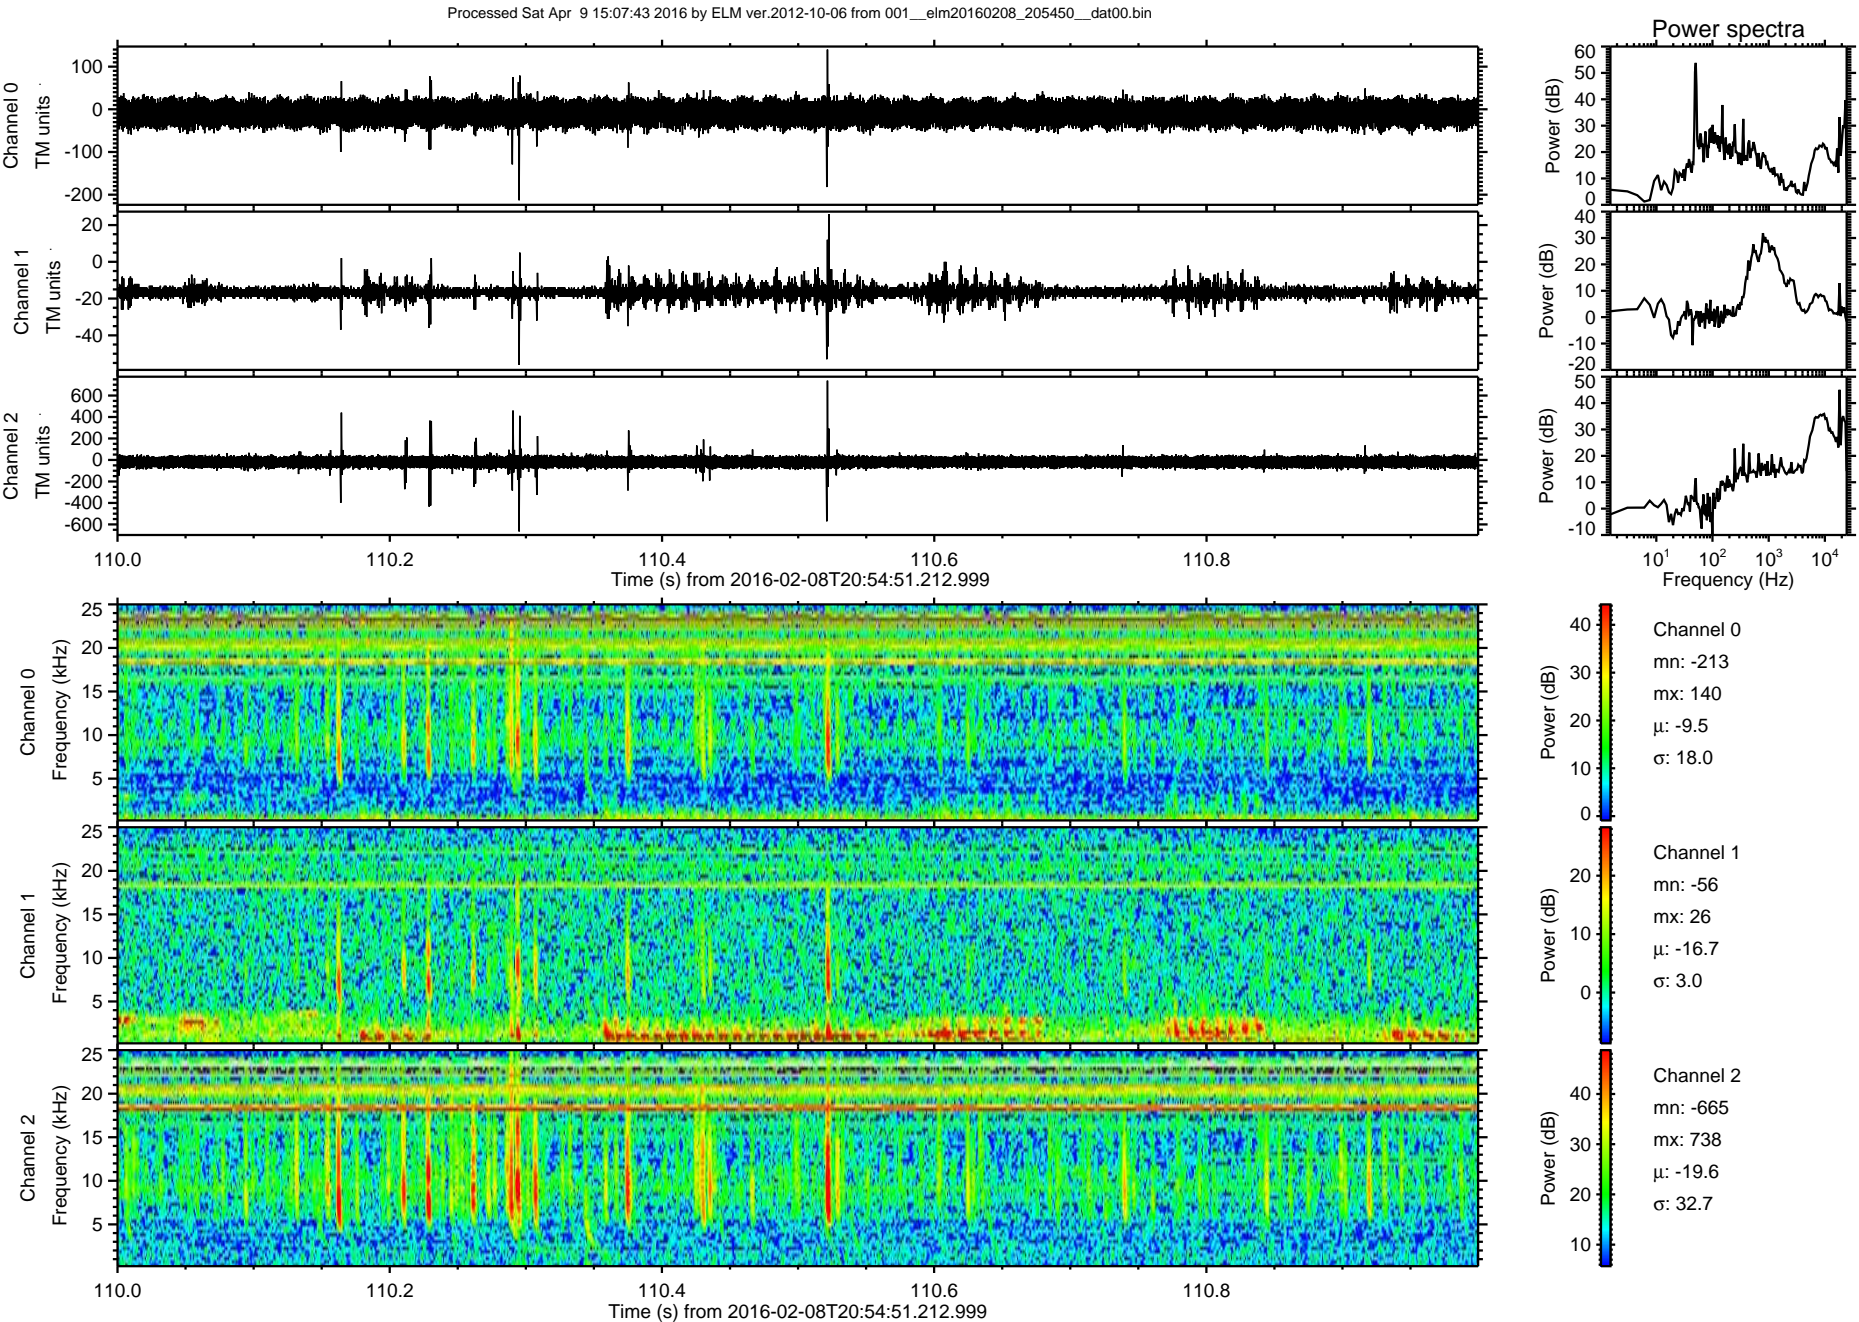 Processed Sat Apr  9 15:07:43 2016 by ELM ver.2012-10-06 from 001__elm20160208_205450__dat00.bin
Power spectra
Channel 0
TM units
100
0
-100
-200
Power (dB)
60
50
40
30
20
10
0
Channel 1
TM units
20
0
-20
-40
Power (dB)
40
30
20
10
0
-10
-20
Channel 2
TM units
600
400
200
0
-200
-400
-600
Power (dB)
50
40
30
20
10
0
-10
110.0 110.2 110.4 110.6 110.8
Time (s) from 2016-02-08T20:54:51.212.999
10^1 10^2 10^3 10^4
Frequency (Hz)
Channel 0
Frequency (kHz)
25
20
15
10
5
Power (dB)
40
30
20
10
0
Channel 0
mn: -213
mx: 140
μ: -9.5
σ: 18.0
Channel 1
Frequency (kHz)
25
20
15
10
5
Power (dB)
20
10
0
Channel 1
mn: -56
mx: 26
μ: -16.7
σ: 3.0
Channel 2
Frequency (kHz)
25
20
15
10
5
Power (dB)
40
30
20
10
Channel 2
mn: -665
mx: 738
μ: -19.6
σ: 32.7
110.0 110.2 110.4 110.6 110.8
Time (s) from 2016-02-08T20:54:51.212.999